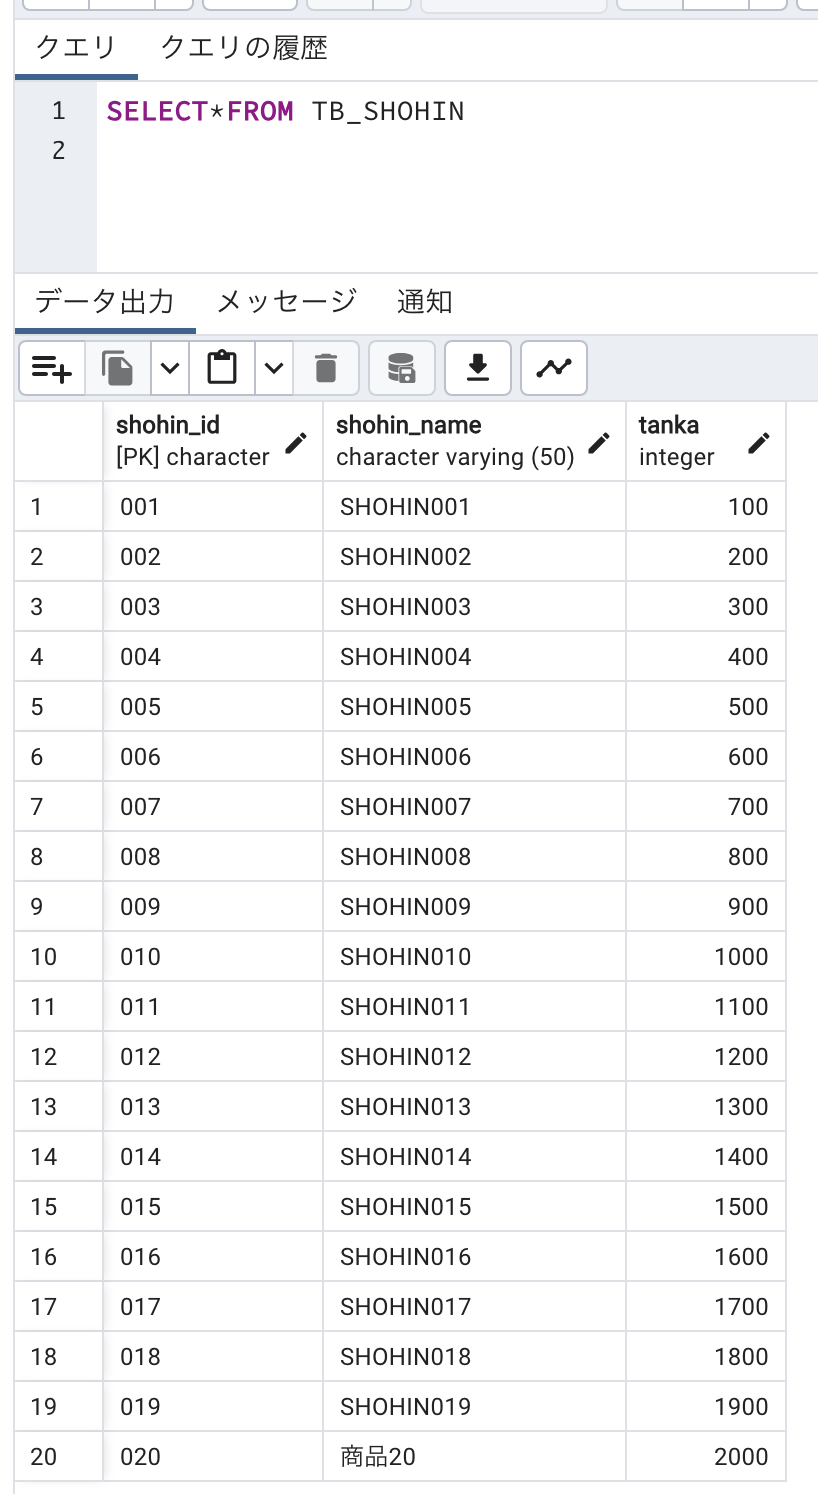 クエリ クエリの履歴
1 SELECT*FROM TB_SHOHIN
2
データ出力 メッセージ 通知
shohin_id shohin_name tanka
[PK] character character varying (50) integer
1 001 SHOHIN001 100
2 002 SHOHIN002 200
3 003 SHOHIN003 300
4 004 SHOHIN004 400
5 005 SHOHIN005 500
6 006 SHOHIN006 600
7 007 SHOHIN007 700
8 008 SHOHIN008 800
9 009 SHOHIN009 900
10 010 SHOHIN010 1000
11 011 SHOHIN011 1100
12 012 SHOHIN012 1200
13 013 SHOHIN013 1300
14 014 SHOHIN014 1400
15 015 SHOHIN015 1500
16 016 SHOHIN016 1600
17 017 SHOHIN017 1700
18 018 SHOHIN018 1800
19 019 SHOHIN019 1900
20 020 商品20 2000